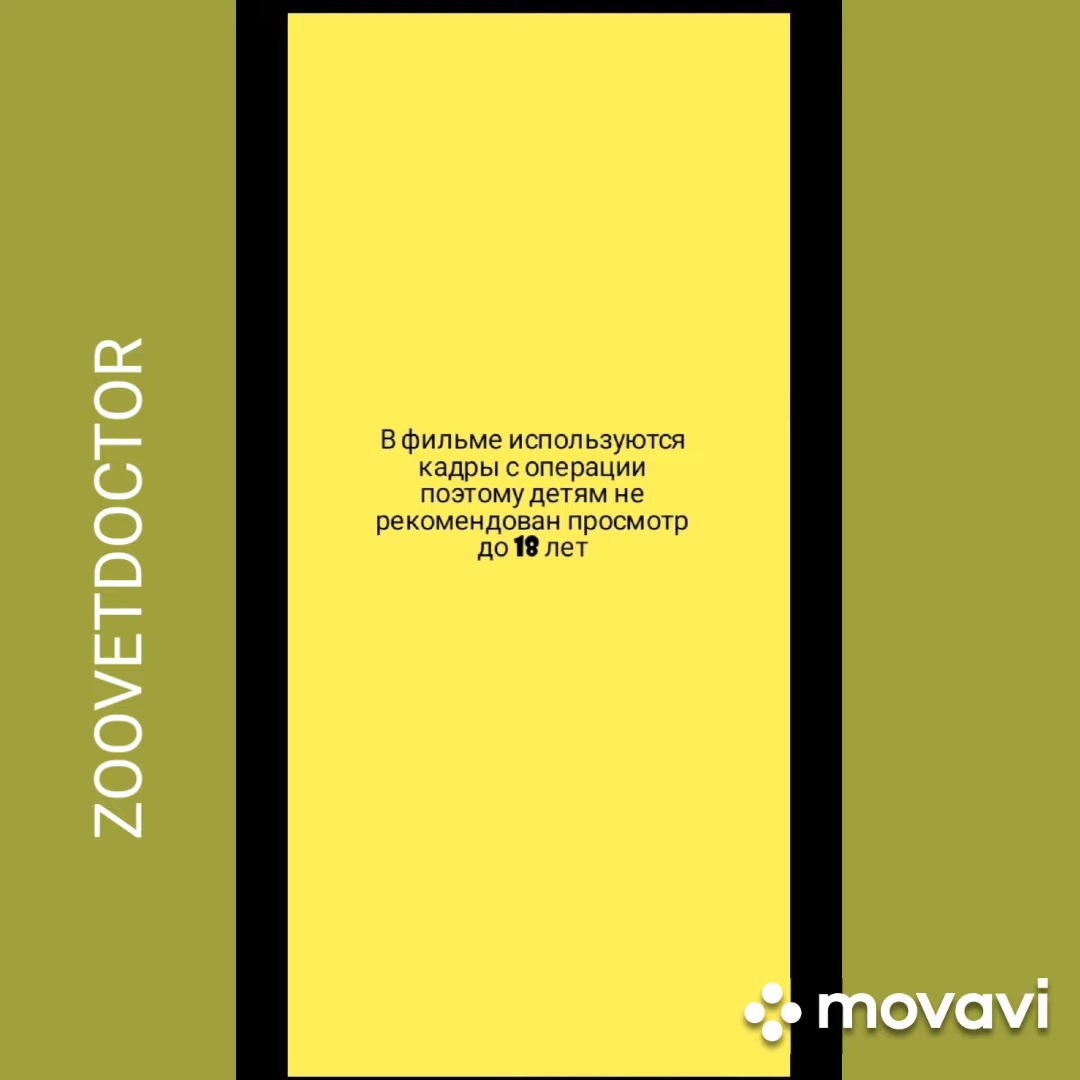 ZOOVETDOCTOR
В фильме используются
кадры с операции
поэтому детям не
рекомендован просмотр
до 18 лет
movavi